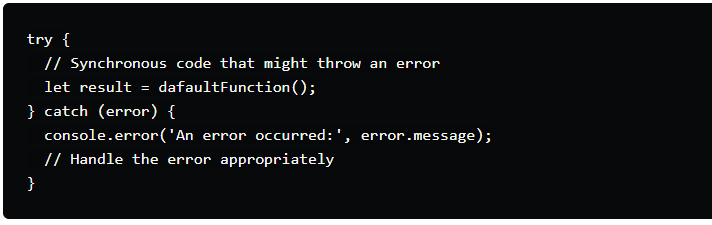 try {
  // Synchronous code that might throw an error
  let result = dafaultFunction();
} catch (error) {
  console.error('An error occurred:', error.message);
  // Handle the error appropriately
}